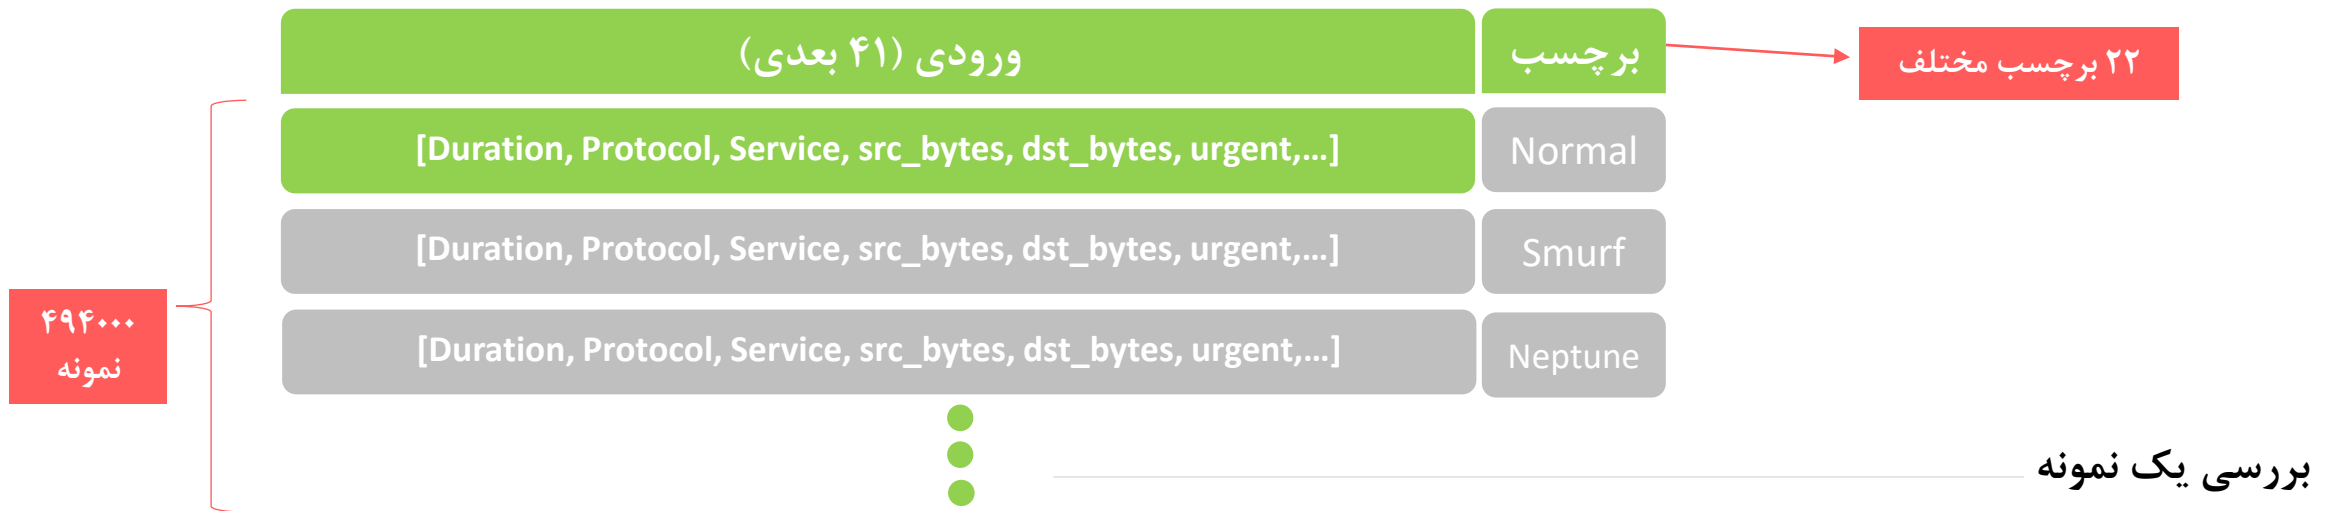 ورودی (۴۱ بعدی)
برچسب
۲۲ برچسب مختلف
[Duration, Protocol, Service, src_bytes, dst_bytes, urgent,...]
Normal
[Duration, Protocol, Service, src_bytes, dst_bytes, urgent,...]
Smurf
۴۹۴۰۰۰
نمونه
[Duration, Protocol, Service, src_bytes, dst_bytes, urgent,...]
Neptune
بررسی یک نمونه